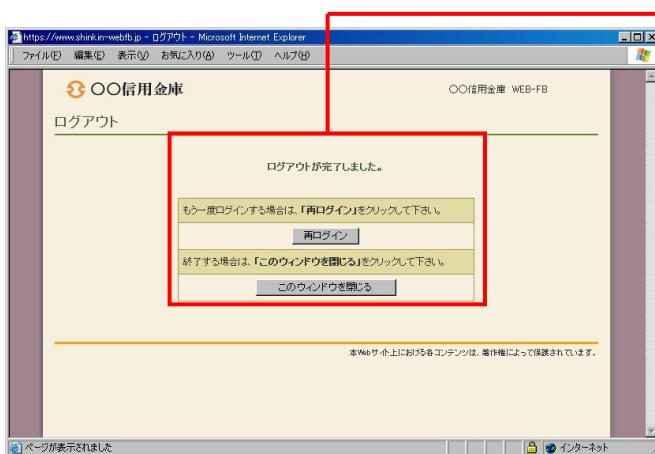 https://www.shinkin-webfb.jp - ログアウト - Microsoft Internet Explorer
ファイル(F) 編集(E) 表示(V) お気に入り(A) ツール(T) ヘルプ(H)
〇〇信用金庫
〇〇信用金庫 WEB-FB
ログアウト
ログアウトが完了しました。
もう一度ログインする場合は、「再ログイン」をクリックして下さい。
再ログイン
終了する場合は、「このウィンドウを閉じる」をクリックして下さい。
このウィンドウを閉じる
本Webサイト上における各コンテンツは、著作権によって保護されています。
ページが表示されました
インターネット